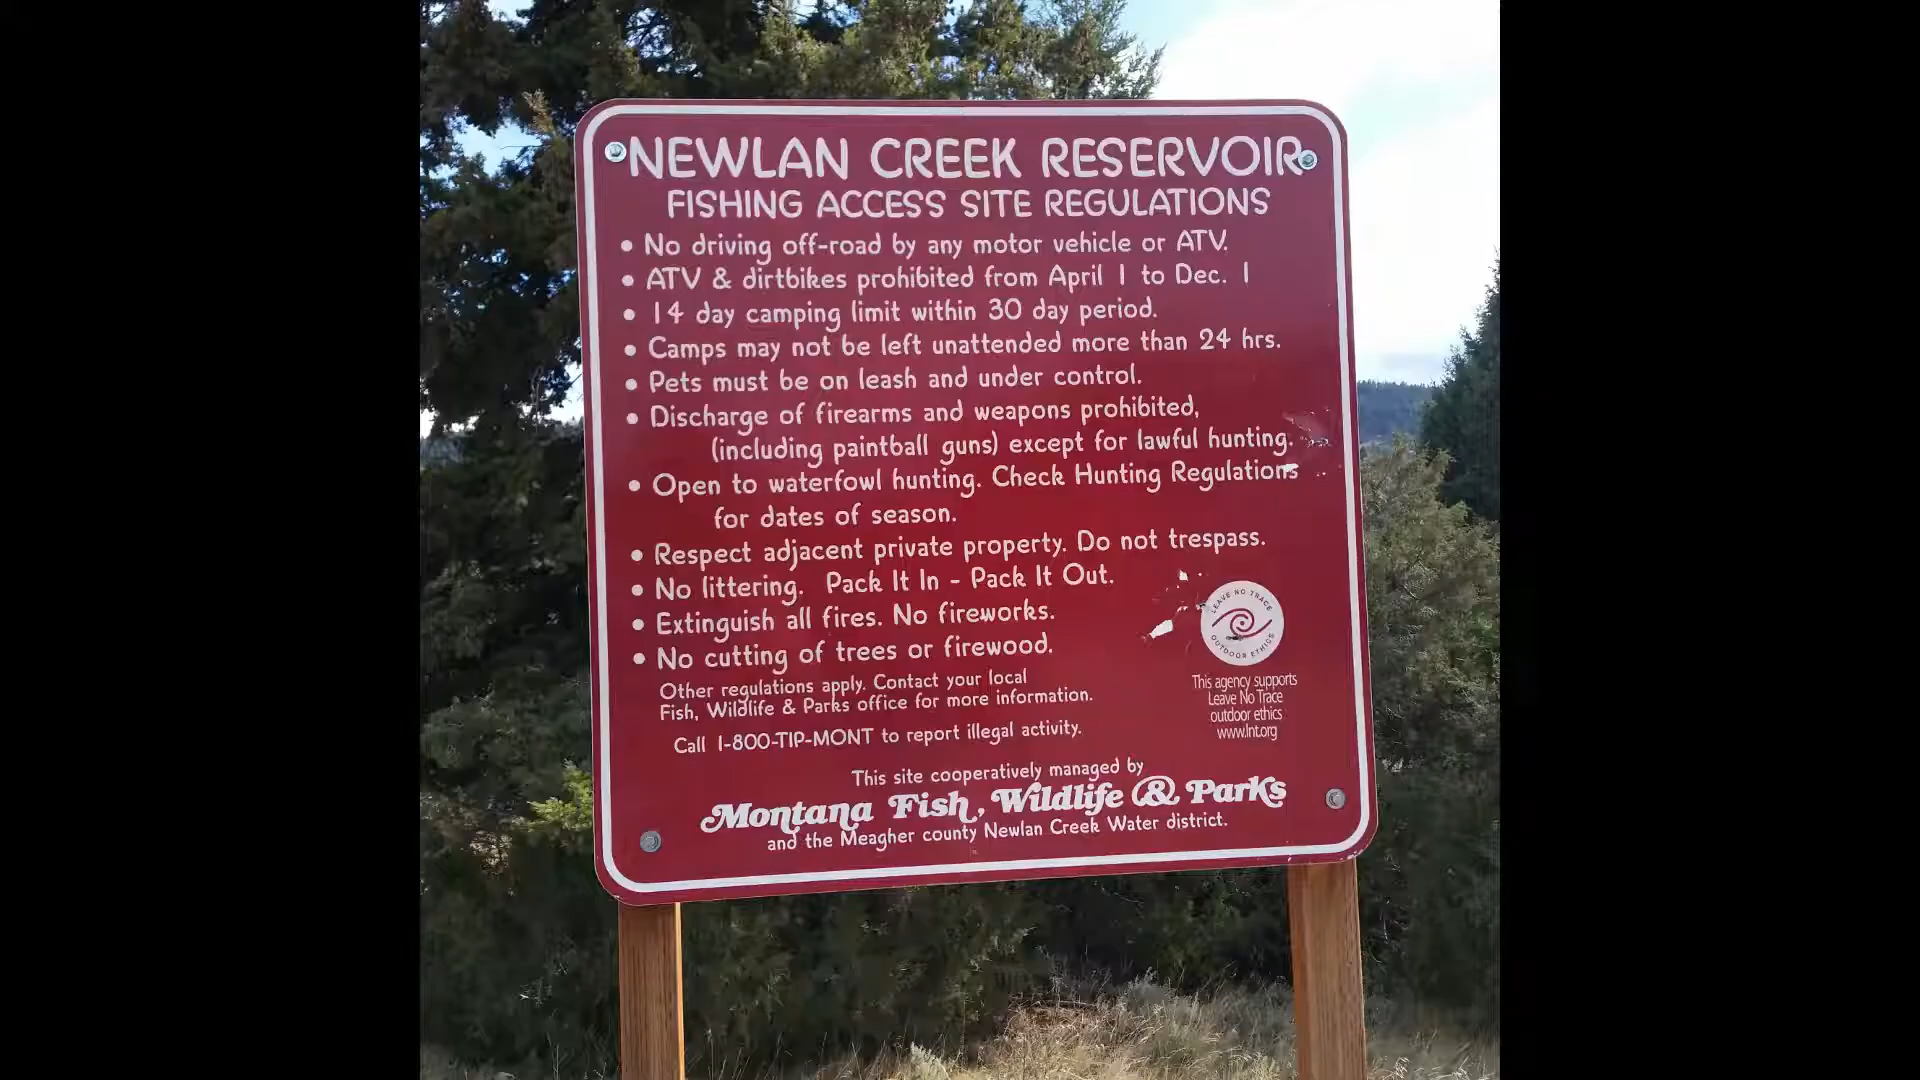 NEWLAN CREEK RESERVOIR
FISHING ACCESS SITE REGULATIONS
• No driving off-road by any motor vehicle or ATV.
• ATV & dirtbikes prohibited from April 1 to Dec. 1
• 14 day camping limit within 30 day period.
• Camps may not be left unattended more than 24 hrs.
• Pets must be on leash and under control.
• Discharge of firearms and weapons prohibited,
(including paintball guns) except for lawful hunting.
• Open to waterfowl hunting. Check Hunting Regulations
for dates of season.
• Respect adjacent private property. Do not trespass.
• No littering. Pack It In - Pack It Out.
• Extinguish all fires. No fireworks.
• No cutting of trees or firewood.
Other regulations apply. Contact your local
Fish, Wildlife & Parks office for more information.
Call 1-800-TIP-MONT to report illegal activity.
LEAVE NO TRACE
OUTDOOR ETHICS
This agency supports
Leave No Trace
outdoor ethics
www.lnt.org
This site cooperatively managed by
Montana Fish, Wildlife & Parks
and the Meagher county Newlan Creek Water district.